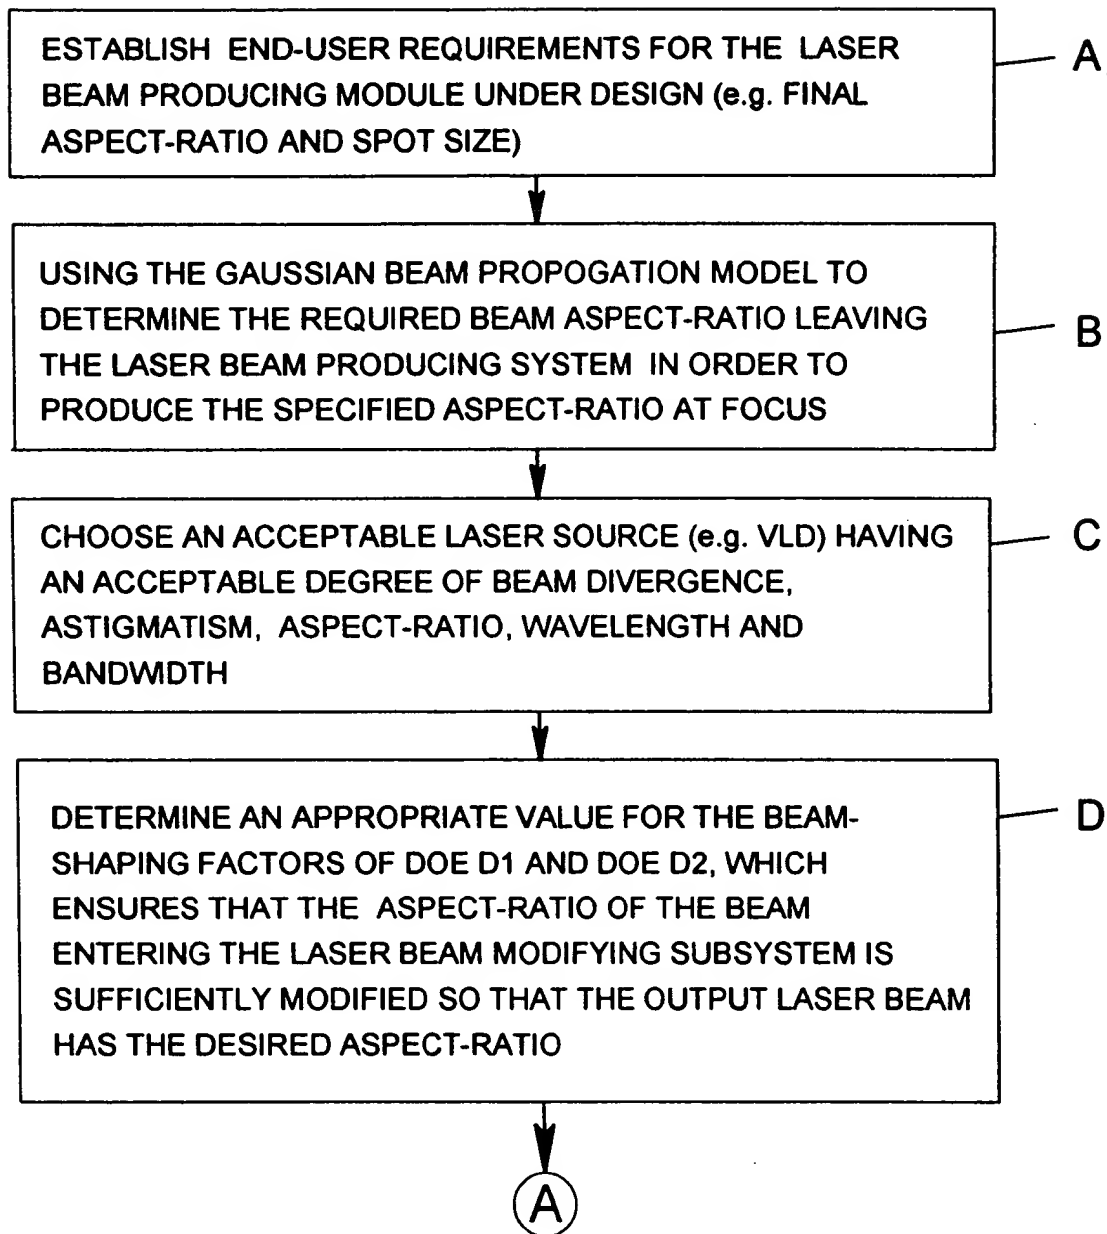 ESTABLISH END-USER REQUIREMENTS FOR THE LASER
BEAM PRODUCING MODULE UNDER DESIGN (e.g. FINAL
ASPECT-RATIO AND SPOT SIZE)
A
USING THE GAUSSIAN BEAM PROPOGATION MODEL TO
DETERMINE THE REQUIRED BEAM ASPECT-RATIO LEAVING
THE LASER BEAM PRODUCING SYSTEM IN ORDER TO
PRODUCE THE SPECIFIED ASPECT-RATIO AT FOCUS
B
CHOOSE AN ACCEPTABLE LASER SOURCE (e.g. VLD) HAVING
AN ACCEPTABLE DEGREE OF BEAM DIVERGENCE,
ASTIGMATISM, ASPECT-RATIO, WAVELENGTH AND
BANDWIDTH
C
DETERMINE AN APPROPRIATE VALUE FOR THE BEAM-
SHAPING FACTORS OF DOE D1 AND DOE D2, WHICH
ENSURES THAT THE ASPECT-RATIO OF THE BEAM
ENTERING THE LASER BEAM MODIFYING SUBSYSTEM IS
SUFFICIENTLY MODIFIED SO THAT THE OUTPUT LASER BEAM
HAS THE DESIRED ASPECT-RATIO
D
A